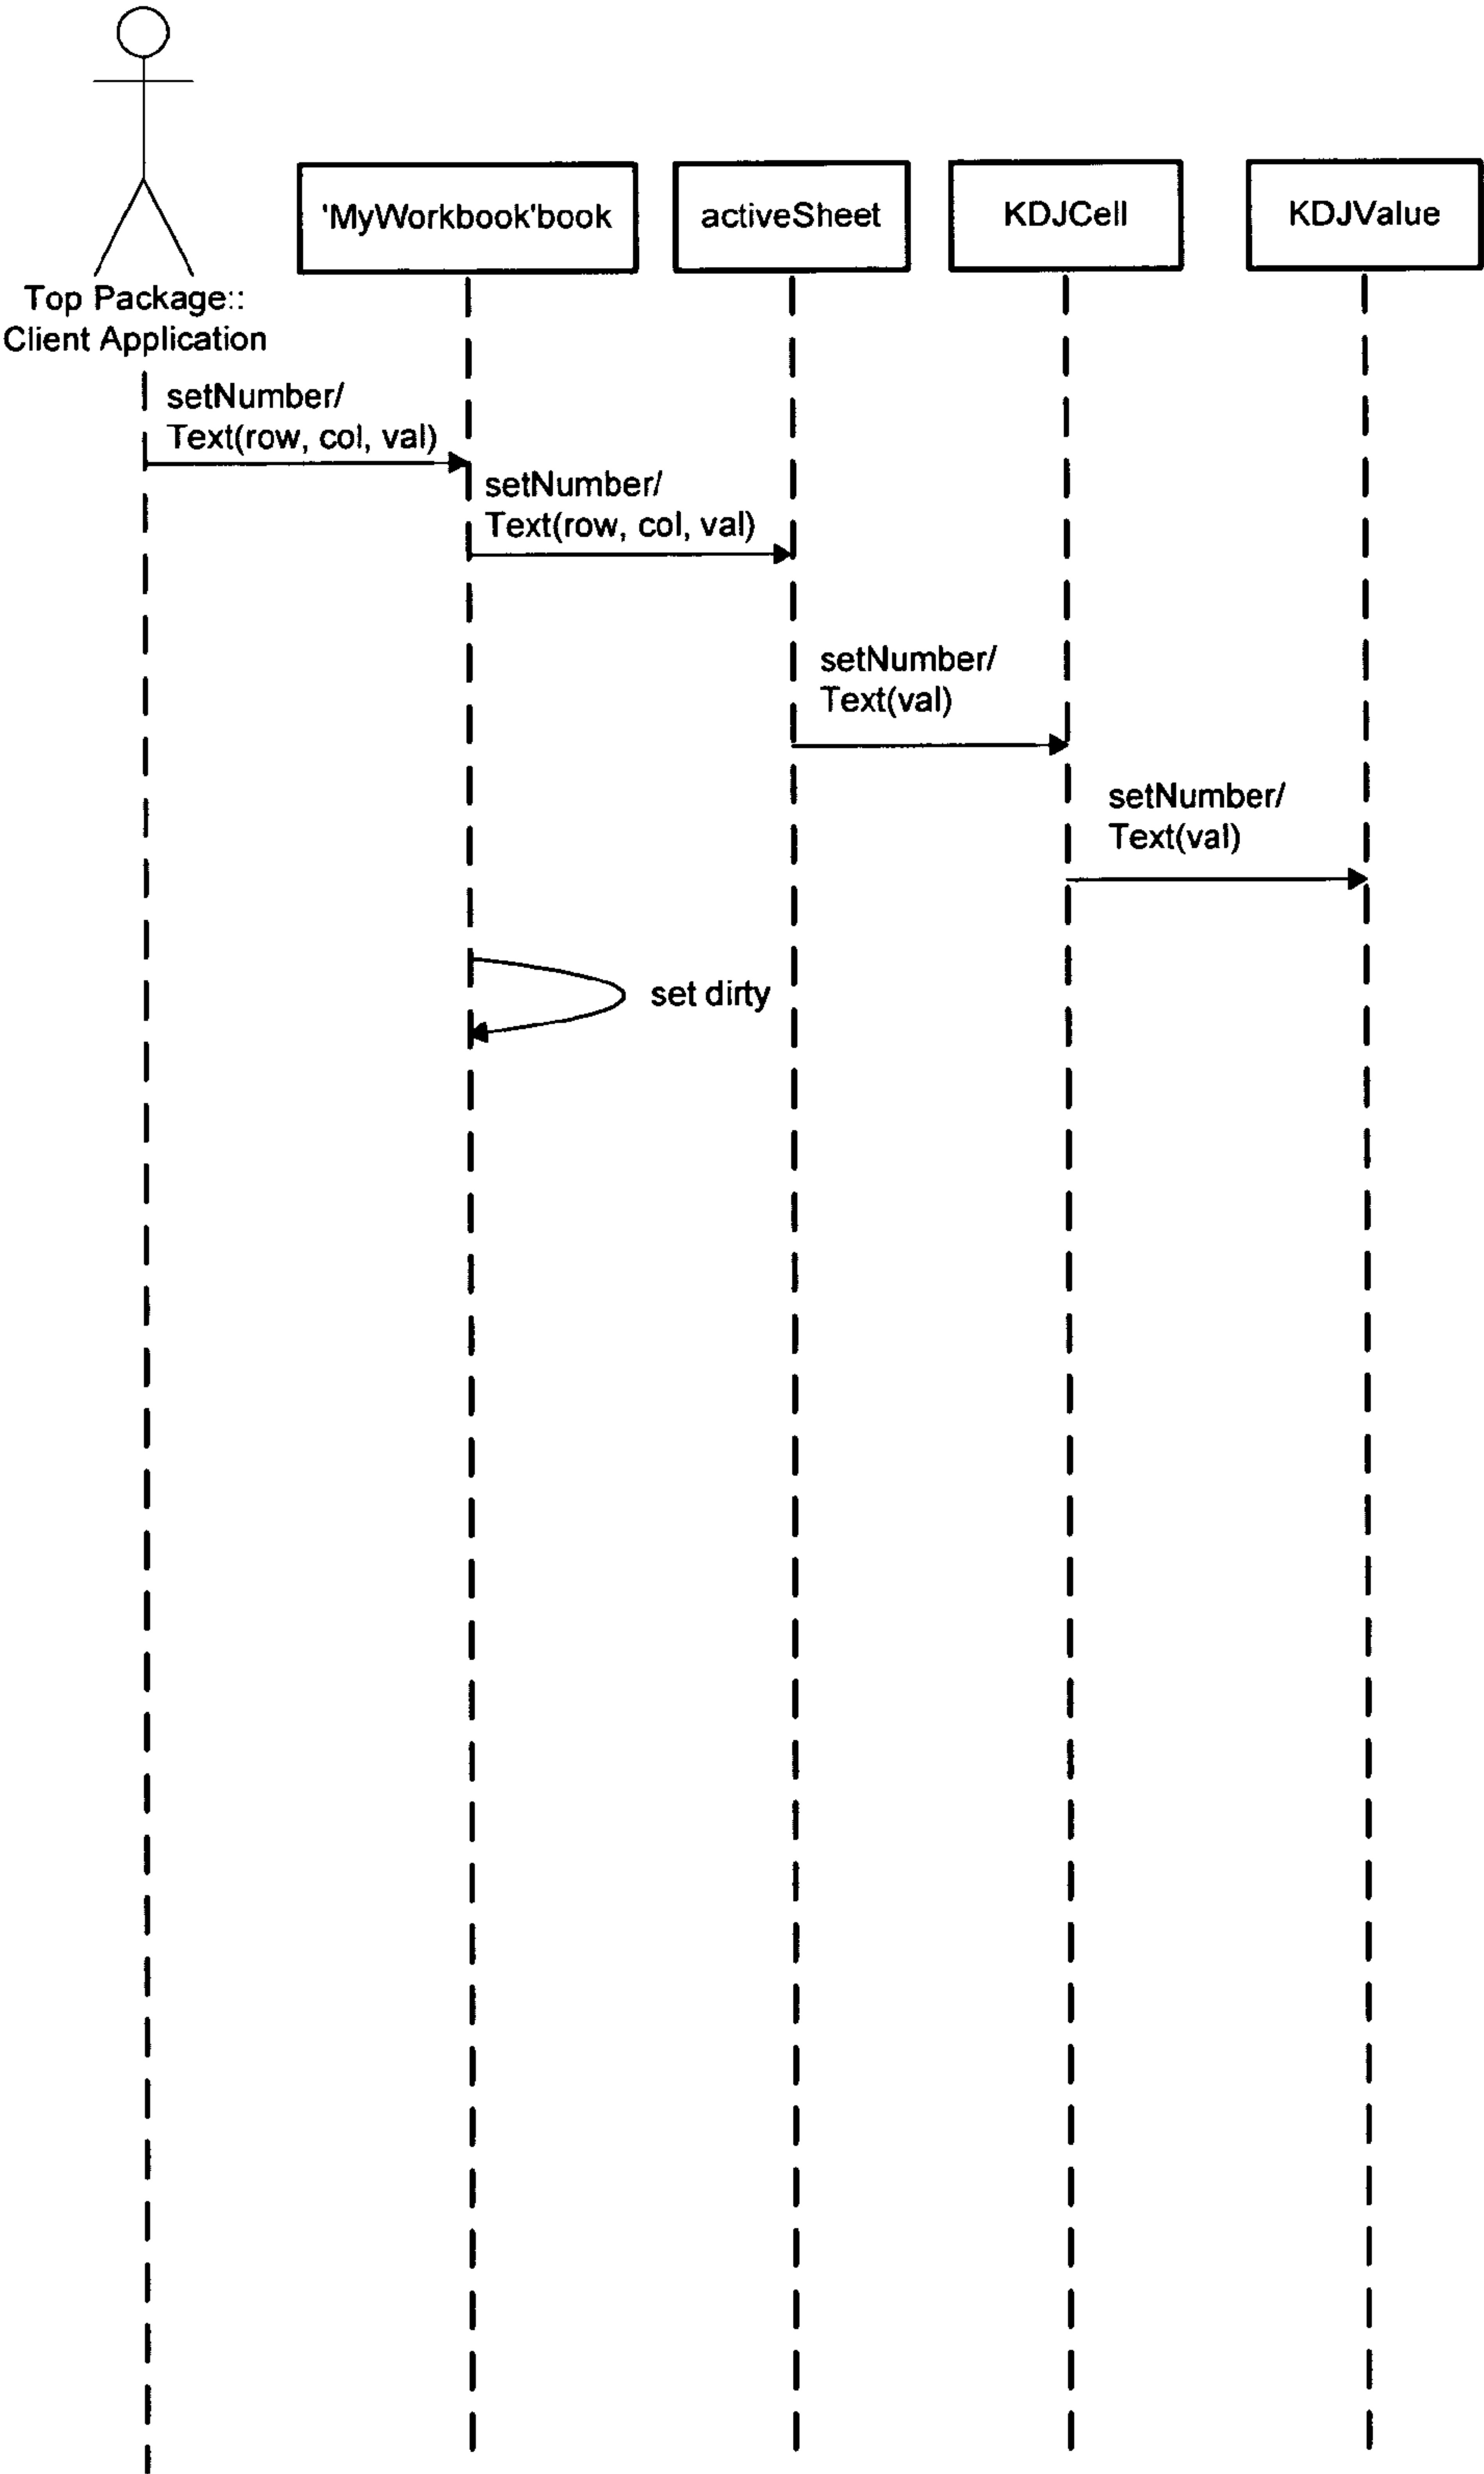 'MyWorkbook'book
activeSheet
KDJCell
KDJValue
Top Package::
Client Application
setNumber/
Text(row, col, val)
setNumber/
Text(row, col, val)
setNumber/
Text(val)
setNumber/
Text(val)
set dirty